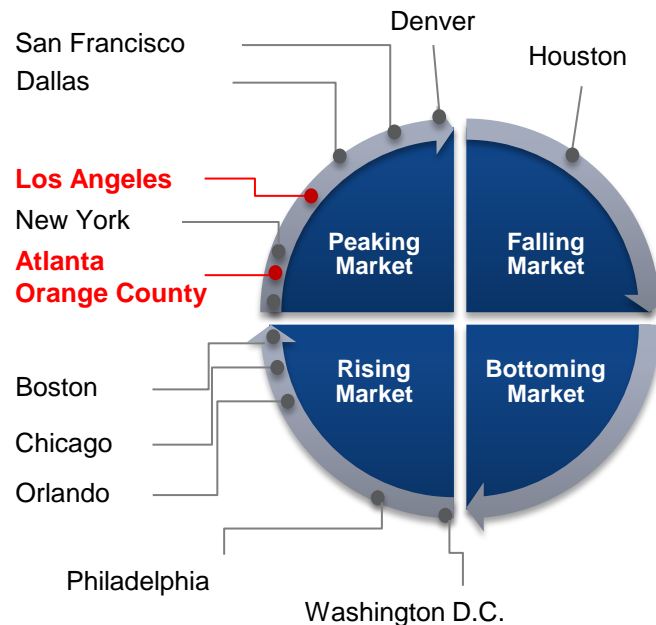 Denver
San Francisco
Houston
Dallas
Los Angeles
New York
Atlanta
Orange County
Peaking
Market
Falling
Market
Rising
Market
Bottoming
Market
Boston
Chicago
Orlando
Philadelphia
Washington D.C.